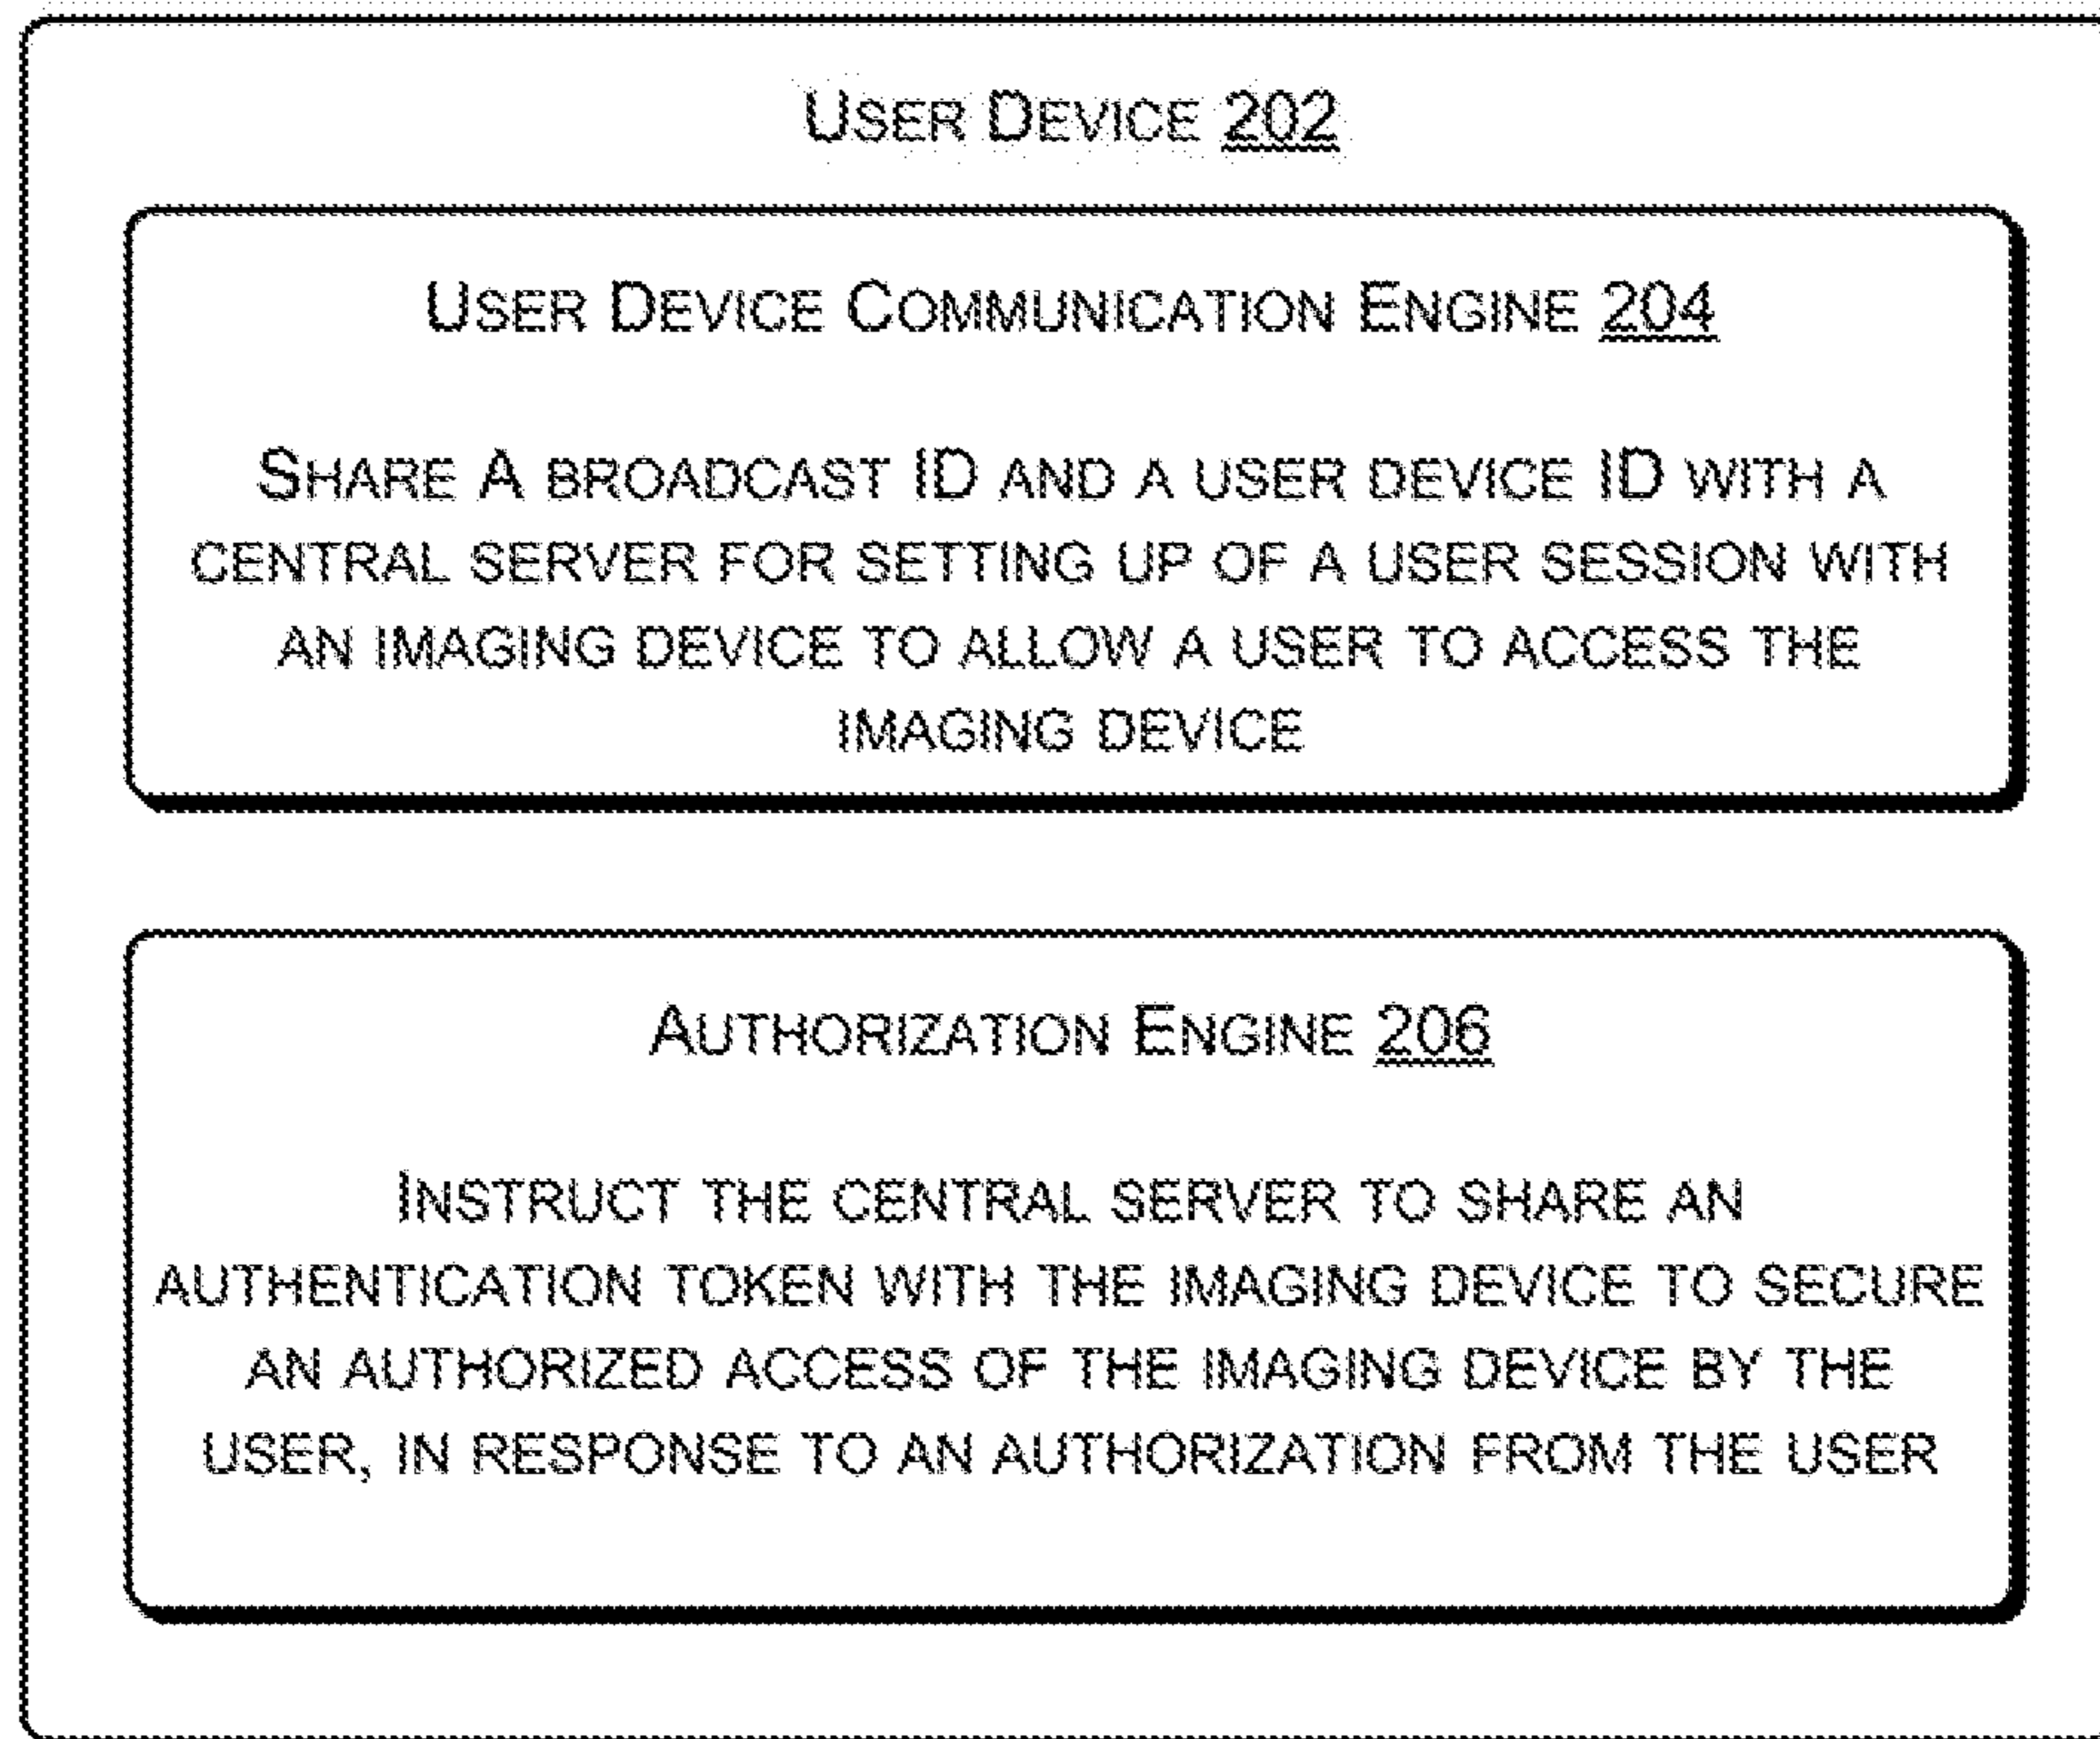 USER DEVICE 202
USER DEVICE COMMUNICATION ENGINE 204
SHARE A BROADCAST ID AND A USER DEVICE ID WITH A
CENTRAL SERVER FOR SETTING UP OF A USER SESSION WITH
AN IMAGING DEVICE TO ALLOW A USER TO ACCESS THE
IMAGING DEVICE
AUTHORIZATION ENGINE 206
INSTRUCT THE CENTRAL SERVER TO SHARE AN
AUTHENTICATION TOKEN WITH THE IMAGING DEVICE TO SECURE
AN AUTHORIZED ACCESS OF THE IMAGING DEVICE BY THE
USER, IN RESPONSE TO AN AUTHORIZATION FROM THE USER